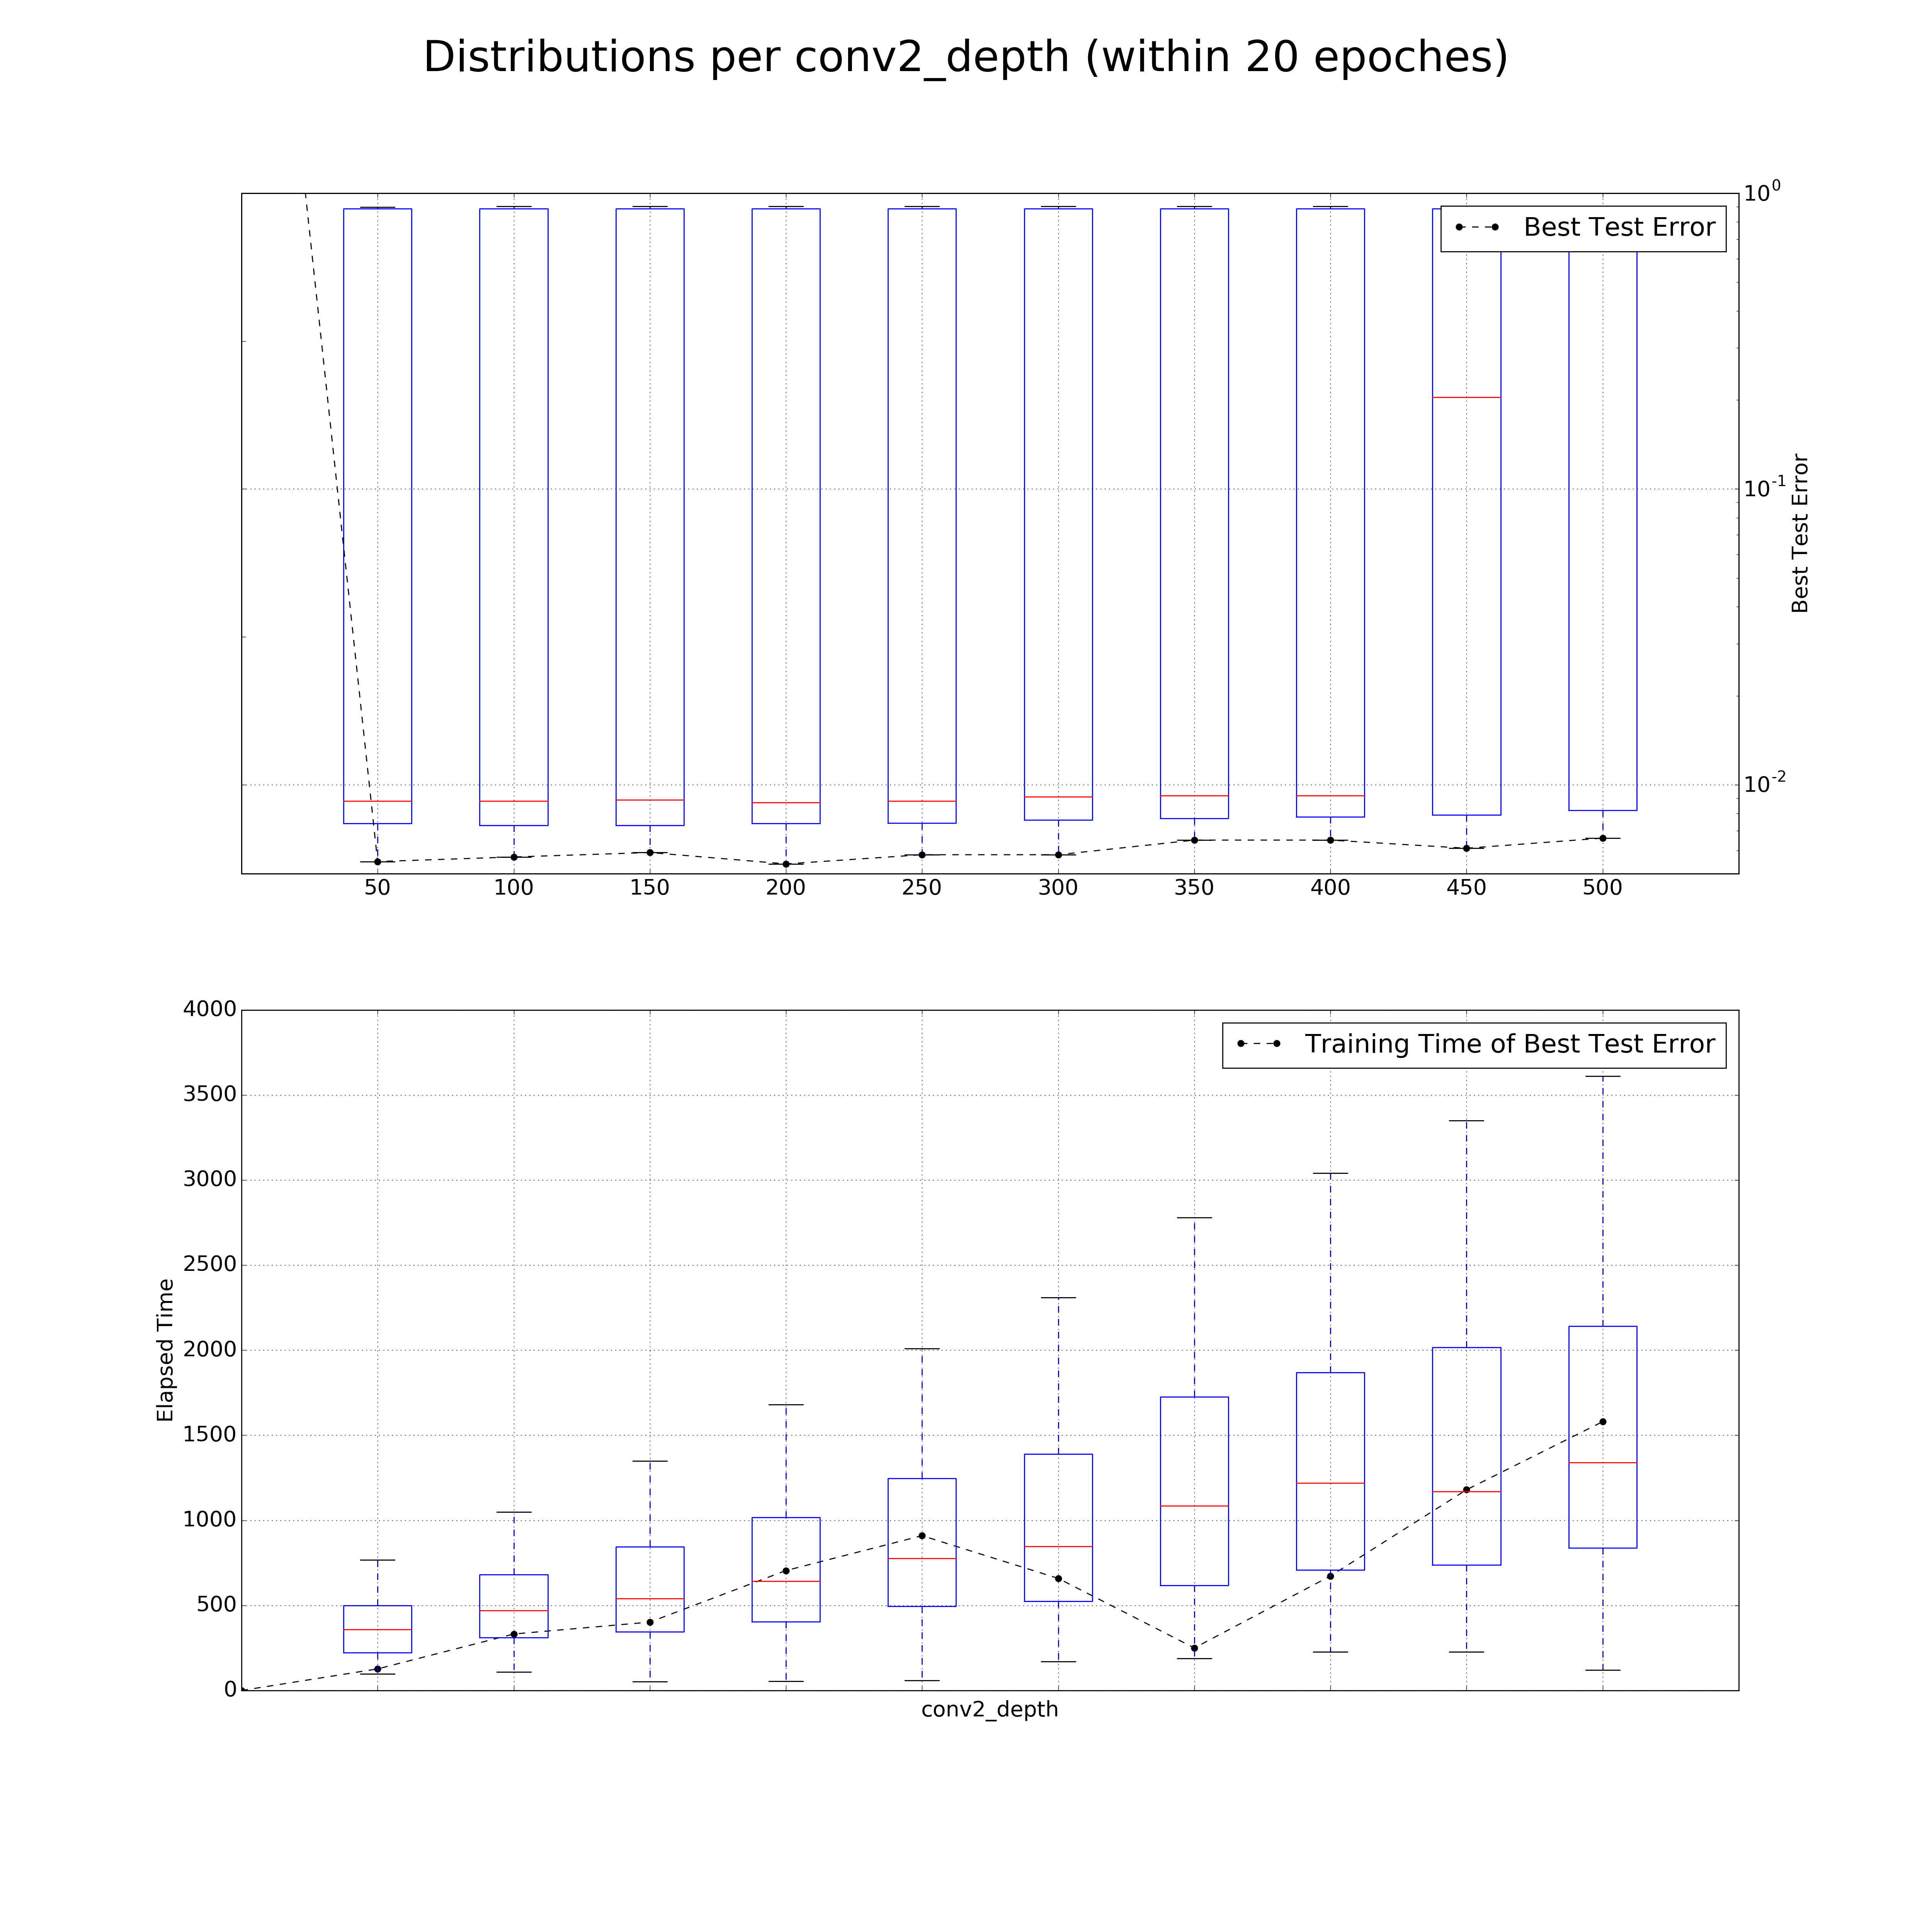 Distributions per conv2_depth (within 20 epoches)
10^0
Best Test Error
10^-1
Best Test Error
10^-2
50 100 150 200 250 300 350 400 450 500
4000
Training Time of Best Test Error
3500
3000
2500
2000
Elapsed Time
1500
1000
500
0
conv2_depth